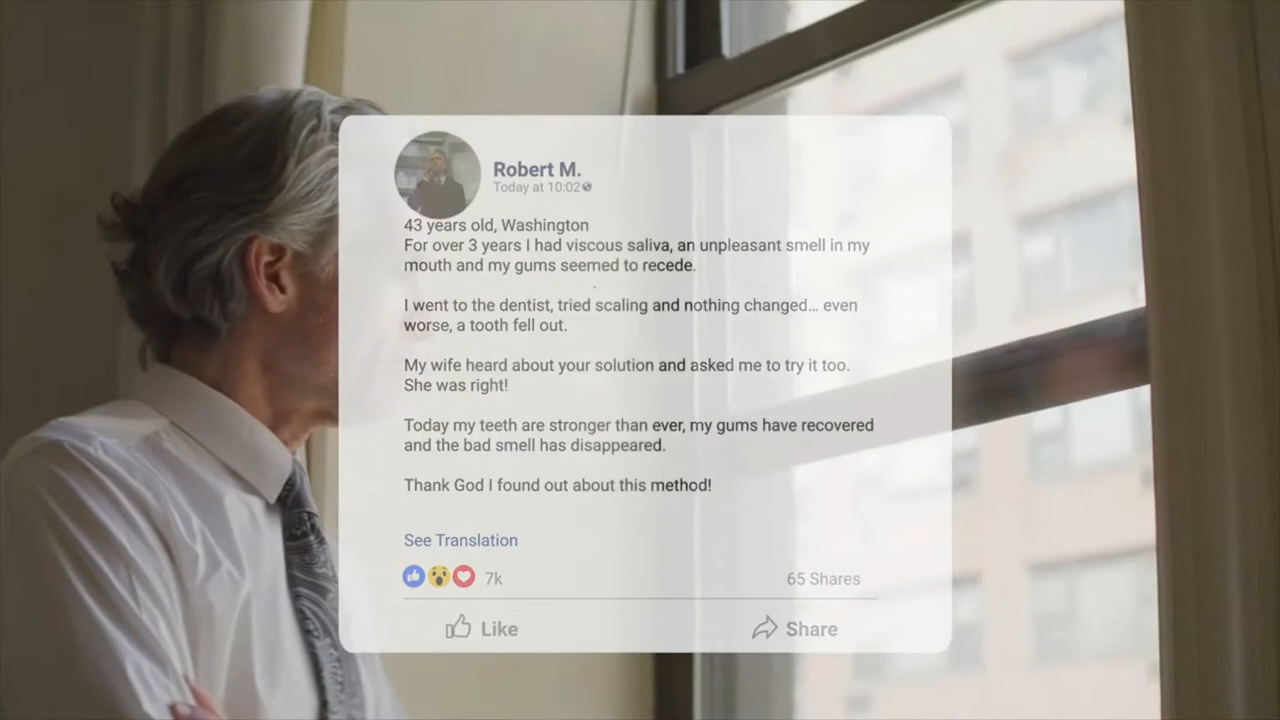 Robert M.
Today at 10:02
43 years old, Washington
For over 3 years I had viscous saliva, an unpleasant smell in my
mouth and my gums seemed to recede.
I went to the dentist, tried scaling and nothing changed... even
worse, a tooth fell out.
My wife heard about your solution and asked me to try it too.
She was right!
Today my teeth are stronger than ever, my gums have recovered
and the bad smell has disappeared.
Thank God I found out about this method!
See Translation
7k
65 Shares
Like
Share